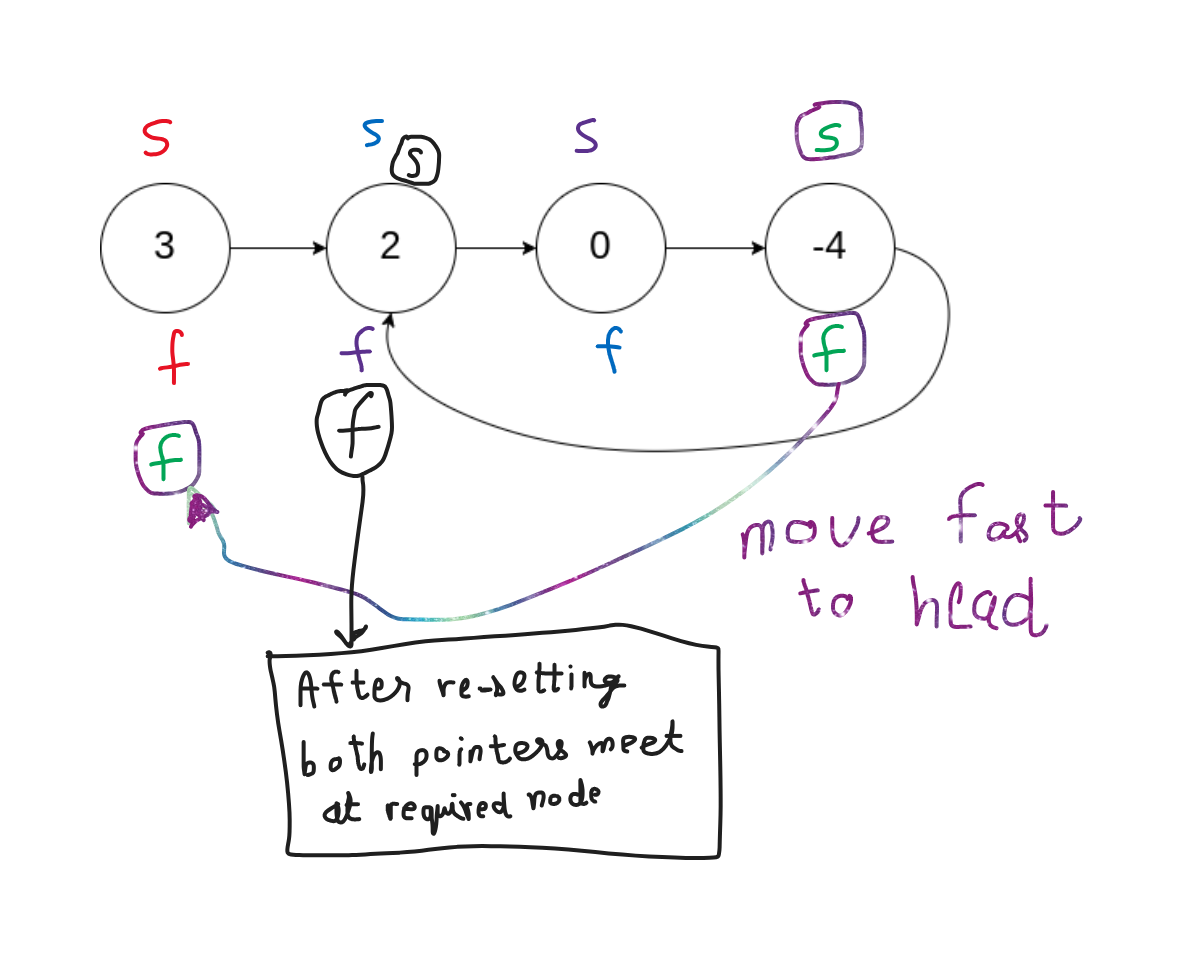 s s s s
s
3 2 0 -4
f f f f
f f
move fast
to head
After re-setting
both pointers meet
at required node